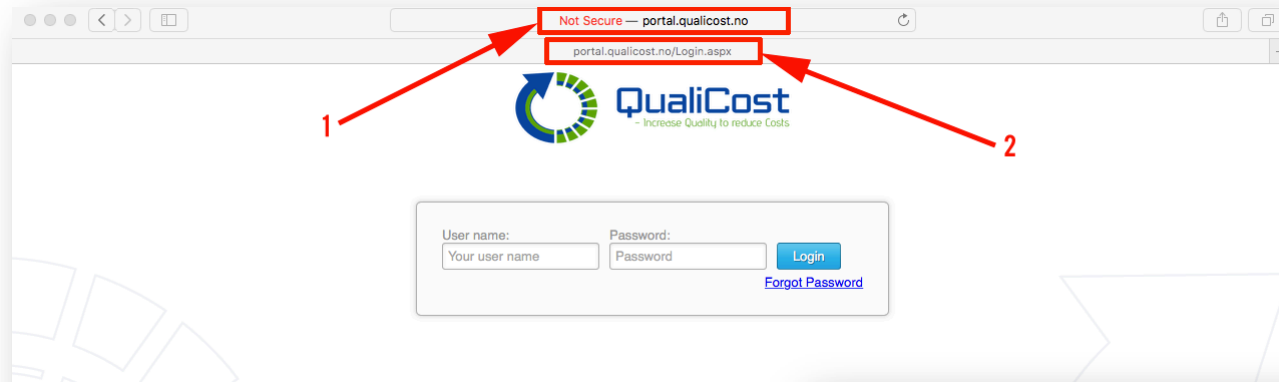 Not Secure — portal.qualicost.no
portal.qualicost.no/Login.aspx
1
QualiCost
- Increase Quality to reduce Costs
2
User name:
Password:
Your user name
Password
Login
Forgot Password